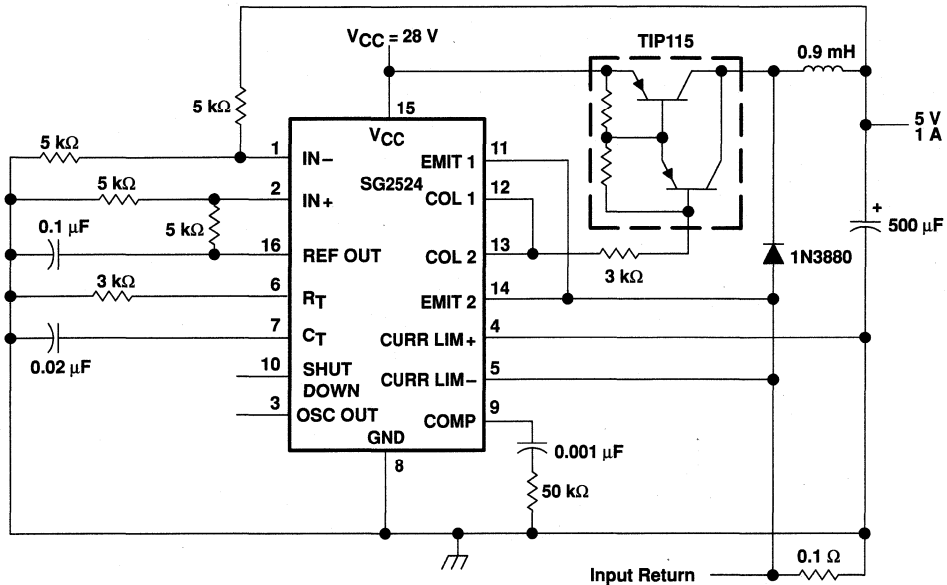 TIP115
VCC = 28 V
0.9 mH
5 kΩ
15
5 V
1 A
5 kΩ
1
IN−
VCC
EMIT 1
11
SG2524
5 kΩ
2
IN+
COL 1
12
0.1 μF
5 kΩ
+
500 μF
16
REF OUT
COL 2
13
3 kΩ
1N3880
3 kΩ
6
RT
EMIT 2
14
7
CT
CURR LIM+
4
0.02 μF
10
SHUT
DOWN
CURR LIM−
5
3
OSC OUT
COMP
9
GND
8
0.001 μF
50 kΩ
0.1 Ω
Input Return